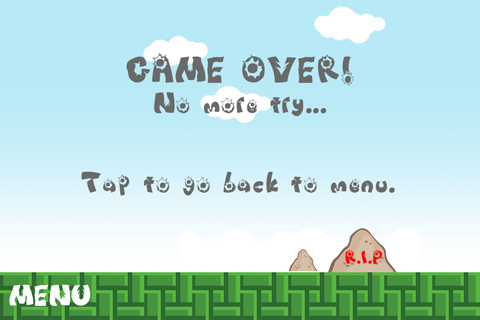 GAME OVER!
No more try...
Tap to go back to menu.
R.I.P
MENU